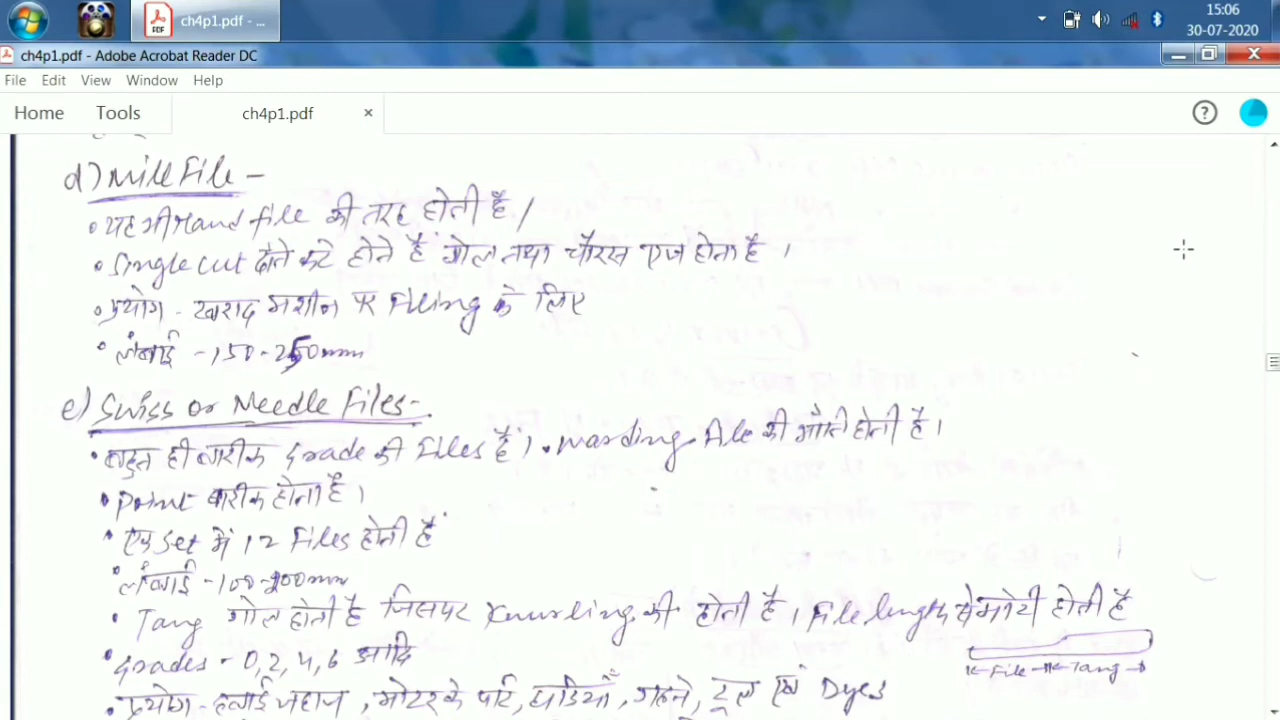 15:06
30-07-2020
ch4p1.pdf - ...
ch4p1.pdf - Adobe Acrobat Reader DC
File Edit View Window Help
Home Tools ch4p1.pdf ×
d) Mill File -
• यह भी Hand file की तरह होती है /
• Single cut दाँते कटे होते हैं गोल तथा चौरस एज होता है ।
• प्रयोग - खराद मशीन पर Filing के लिए
• लंबाई - 150-250mm
e) Swiss or Needle Files -.
• बहुत ही बारीक Grade की Files हैं । • warding file की भाँति होती है ।
• Point बारीक होता है ।
• एक Set में 12 Files होती हैं
• लंबाई - 100-200mm
• Tang गोल होती है जिसपर Knurling की होती है । File length से मोटी होती है
File Tang
• Grades - 0, 2, 4, 6 आदि
• प्रयोग - हवाई जहाज , मोटर के पार्ट , घडियाँ , गहने , टूल एवं Dyes